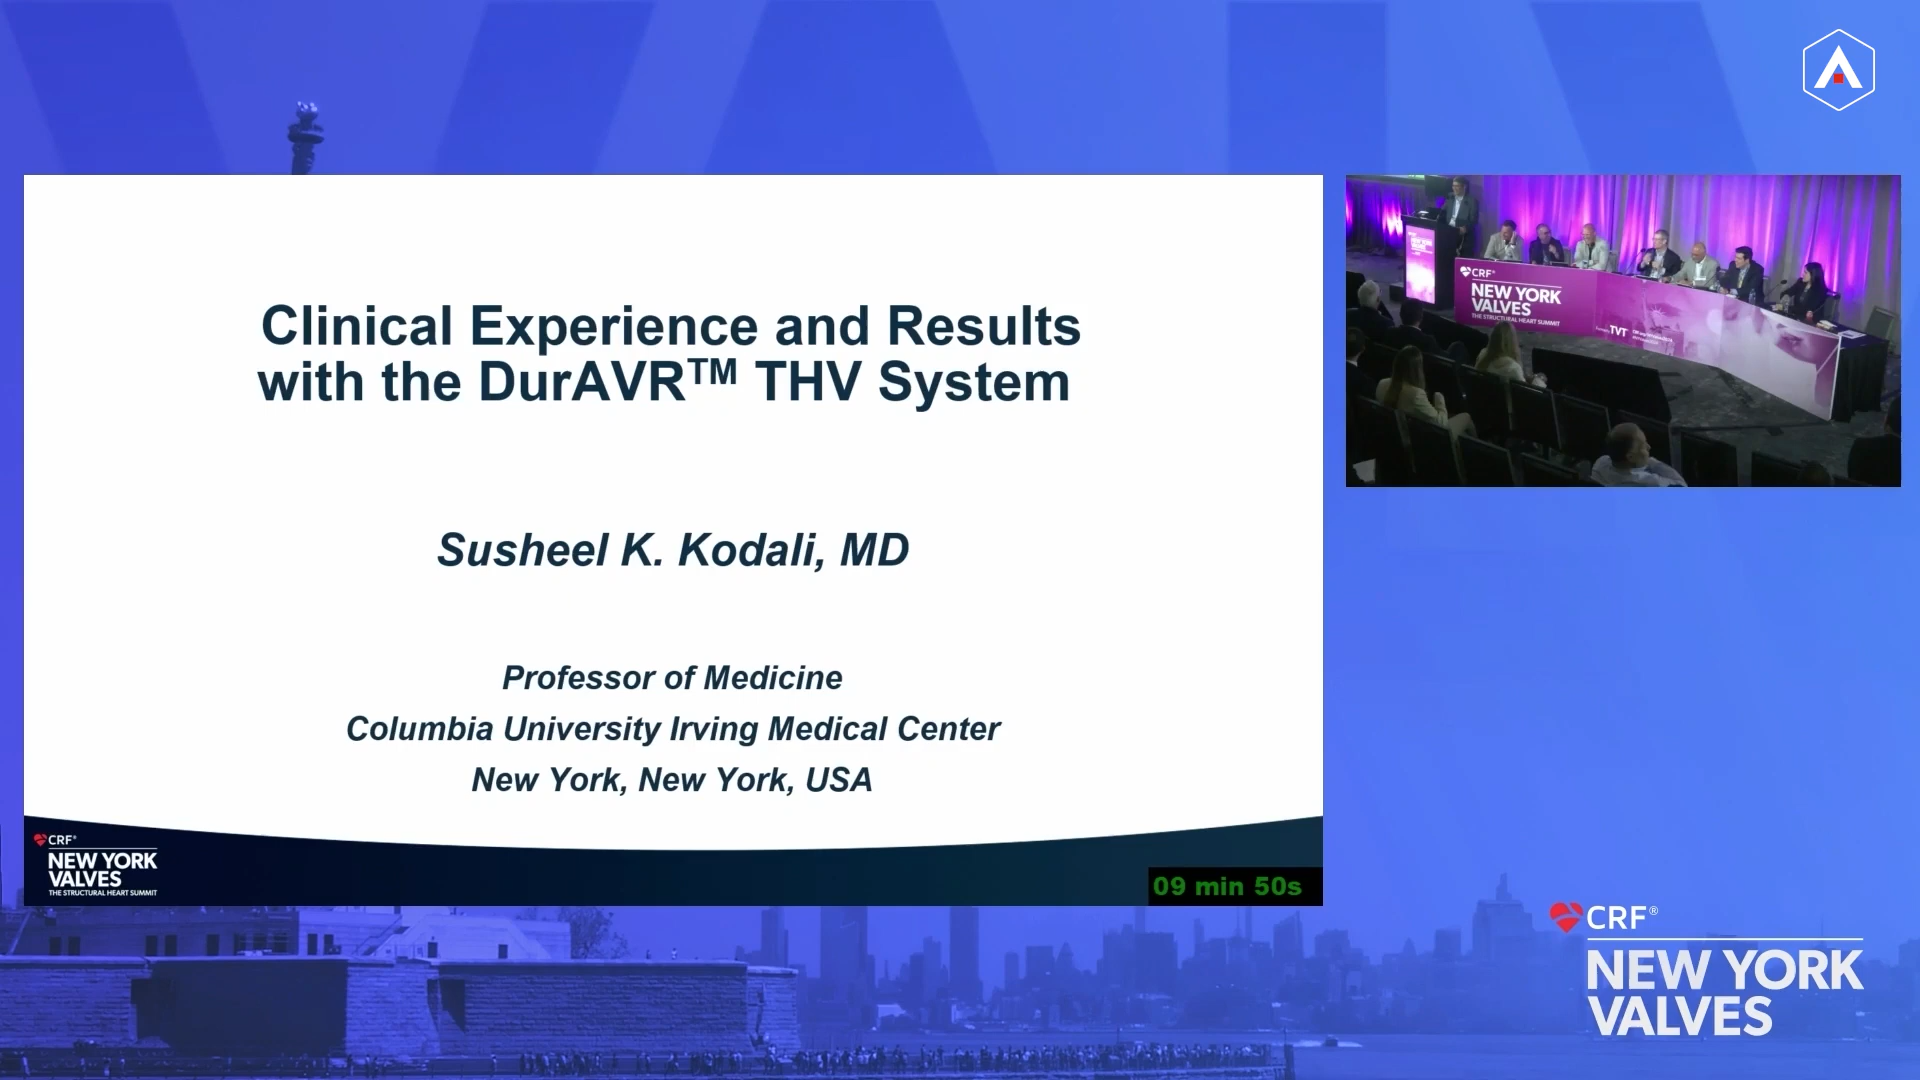 Clinical Experience and Results
with the DurAVR™ THV System
Susheel K. Kodali, MD
Professor of Medicine
Columbia University Irving Medical Center
New York, New York, USA
CRF®
NEW YORK
VALVES
THE STRUCTURAL HEART SUMMIT
09 min 50s
CRF®
NEW YORK
VALVES
THE STRUCTURAL HEART SUMMIT
TVT
CRF®
NEW YORK
VALVES